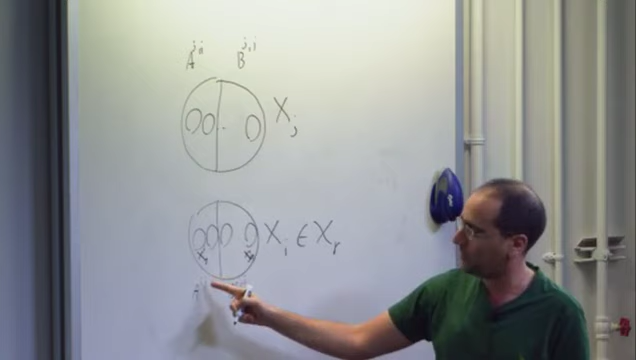 A^{j,i} B^{j,i}
X_j
X_i ∈ X_r
A